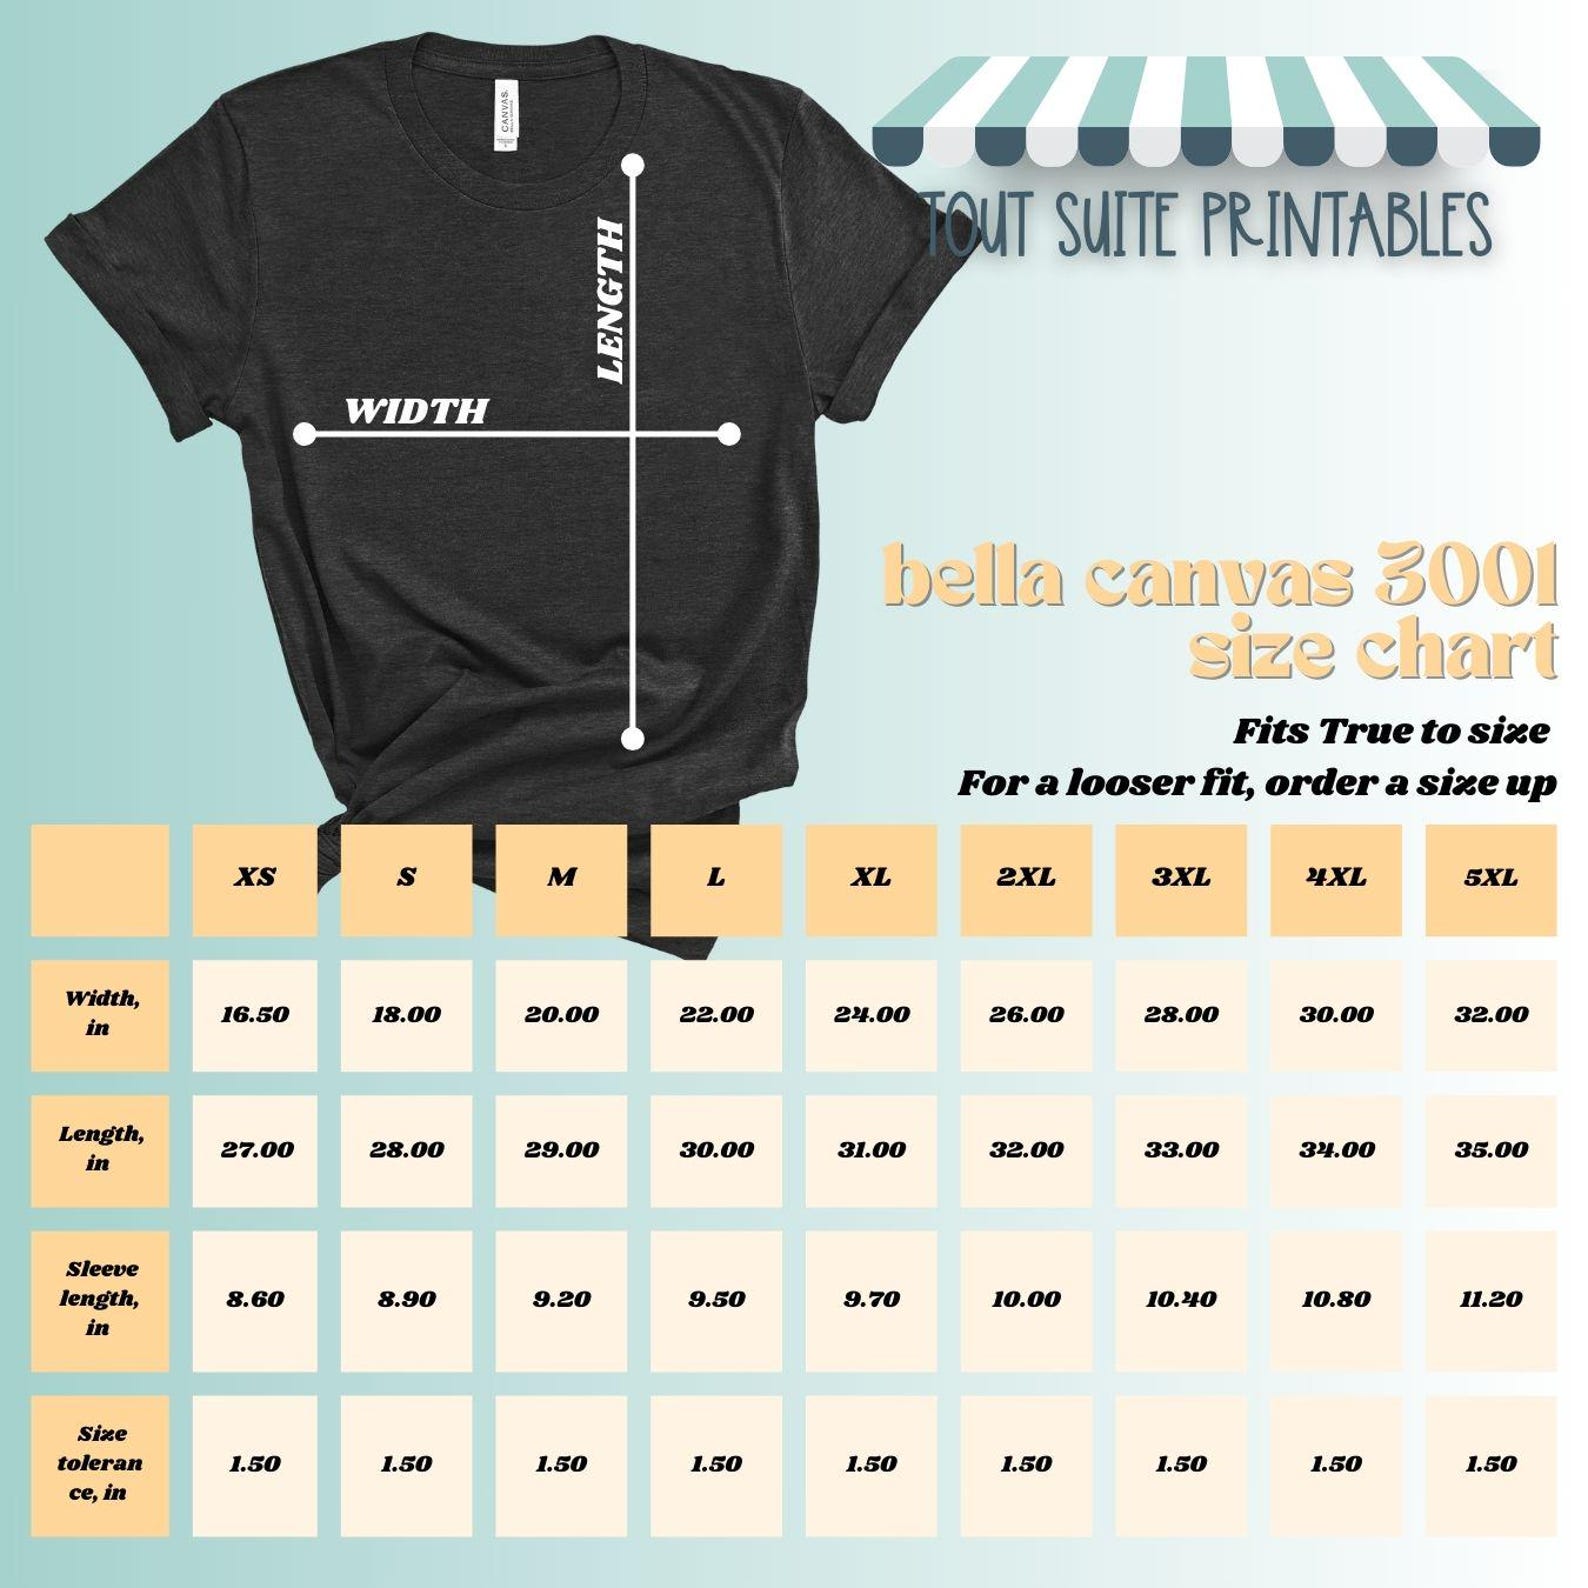 CANVAS.
TOUT SUITE PRINTABLES
LENGTH
WIDTH
bella canvas 3001
size chart
Fits True to size
For a looser fit, order a size up
XS S M L XL 2XL 3XL 4XL 5XL
Width,
in
16.50 18.00 20.00 22.00 24.00 26.00 28.00 30.00 32.00
Length,
in
27.00 28.00 29.00 30.00 31.00 32.00 33.00 34.00 35.00
Sleeve
length,
in
8.60 8.90 9.20 9.50 9.70 10.00 10.40 10.80 11.20
Size
toleran
ce, in
1.50 1.50 1.50 1.50 1.50 1.50 1.50 1.50 1.50